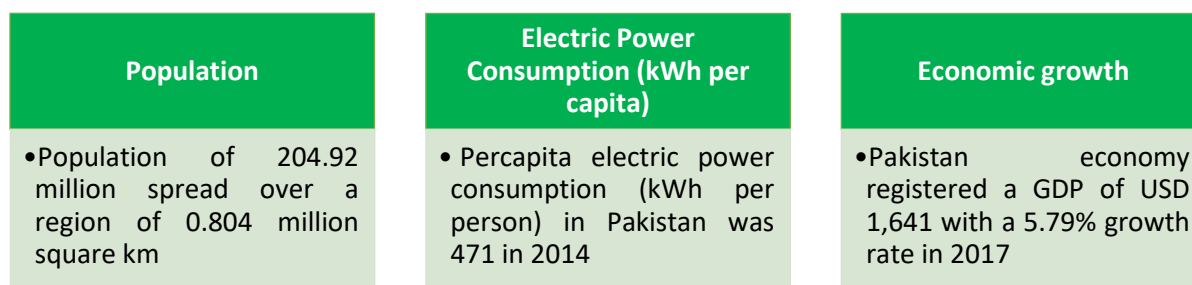 Population
•Population of 204.92
million spread over a
region of 0.804 million
square km
Electric Power
Consumption (kWh per
capita)
• Percapita electric power
consumption (kWh per
person) in Pakistan was
471 in 2014
Economic growth
•Pakistan economy
registered a GDP of USD
1,641 with a 5.79% growth
rate in 2017